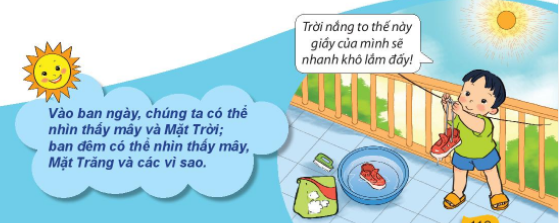 Vào ban ngày, chúng ta có thể
nhìn thấy mây và Mặt Trời;
ban đêm có thể nhìn thấy mây,
Mặt Trăng và các vì sao.
Trời nắng to thế này
giầy của mình sẽ
nhanh khô lắm đấy!